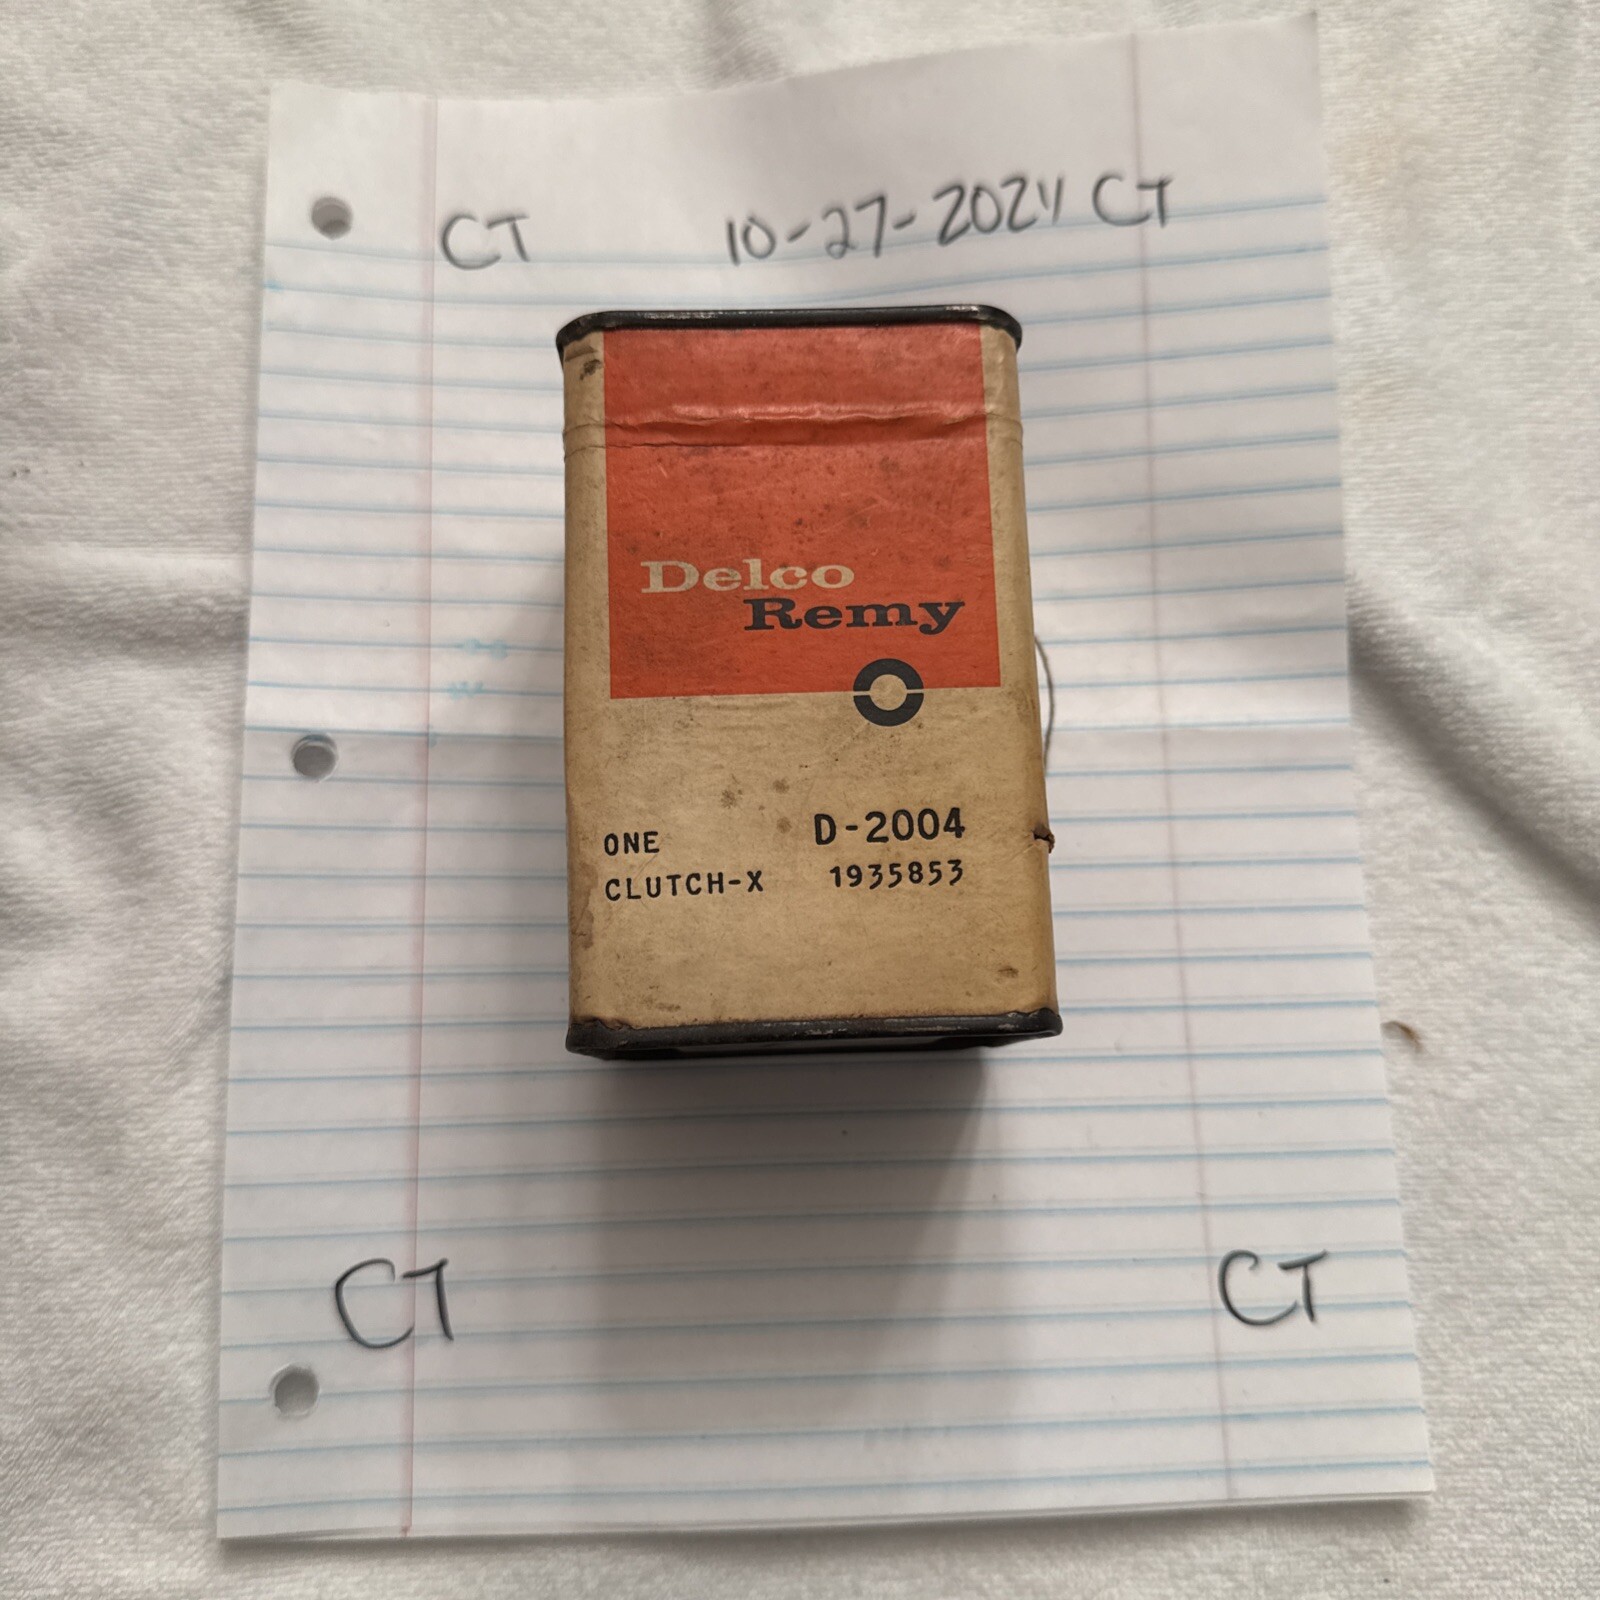 CT 10-27-2024 CT
Delco
Remy
ONE D-2004
CLUTCH-X 1935853
CT CT